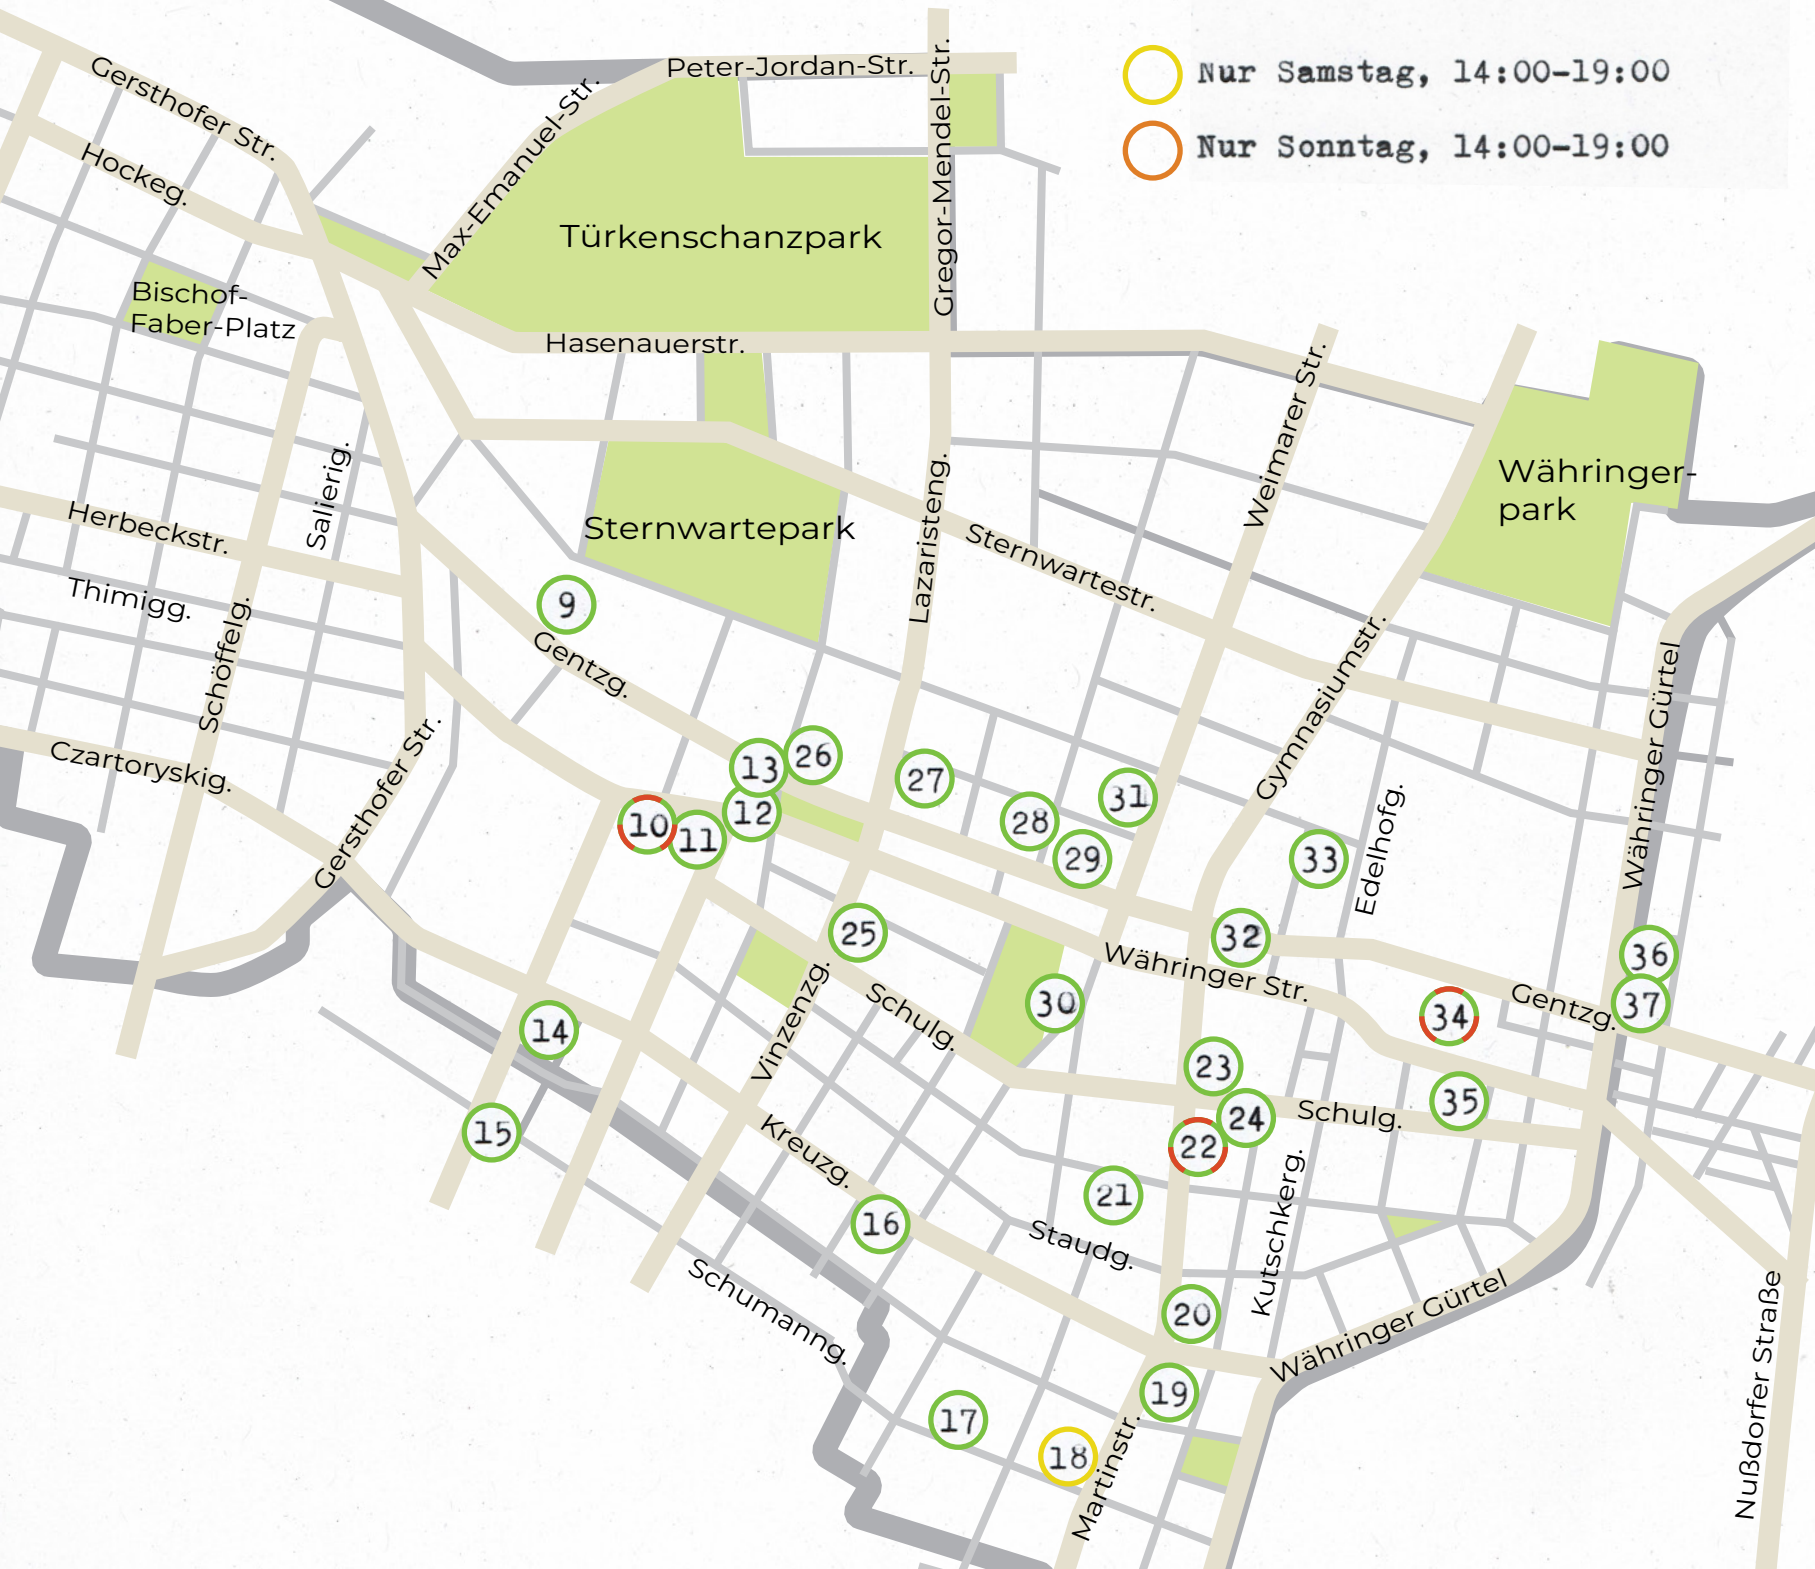 Nur Samstag, 14:00-19:00
Nur Sonntag, 14:00-19:00
Peter-Jordan-Str.
Gersthofer Str.
Hockeg.
Max-Emanuel-Str.
Gregor-Mendel-Str.
Türkenschanzpark
Bischof-
Faber-Platz
Hasenauerstr.
Weimarer Str.
Währinger-
park
Salierig.
Herbeckstr.
Sternwartepark
Lazaristeng.
Sternwartestr.
Thimigg.
Schöffelg.
9
Gentzg.
Gymnasiumstr.
Währinger Gürtel
Czartoryskig.
Gersthofer Str.
13
26
27
31
12
28
10
11
29
33
Edelhofg.
25
32
Währinger Str.
36
37
Gentzg.
34
30
Schulg.
Vinzenzg.
14
23
24
35
Schulg.
15
22
Kreuzg.
21
Kutschkerg.
16
Staudg.
Schumanng.
20
Währinger Gürtel
19
17
18
Martinstr.
Nußdorfer Straße